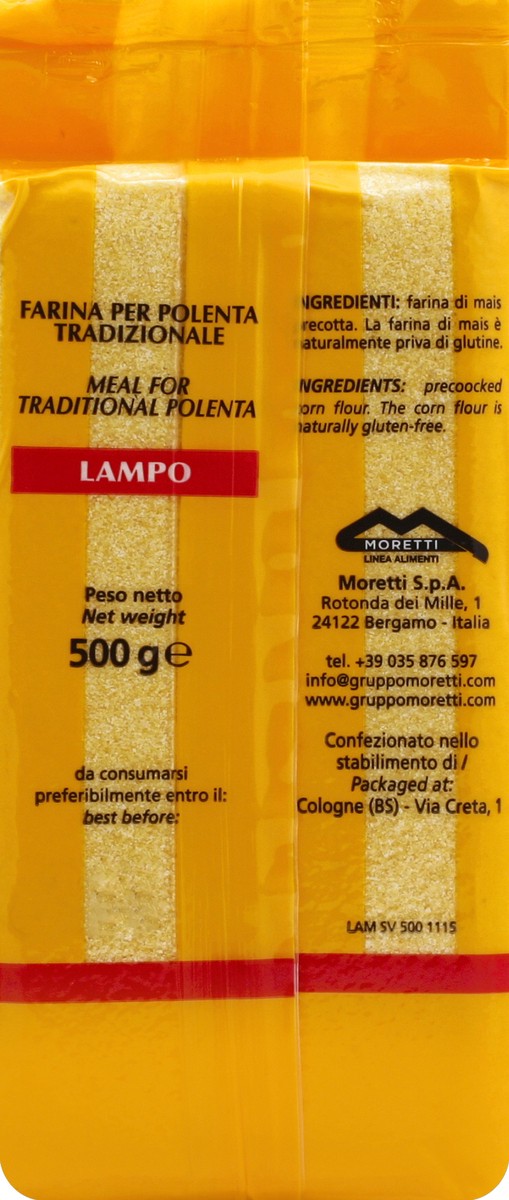 FARINA PER POLENTA
TRADIZIONALE
MEAL FOR
TRADITIONAL POLENTA
LAMPO
Peso netto
Net weight
500 g ℮
da consumarsi
preferibilmente entro il:
best before:
NGREDIENTI: farina di mais
recotta. La farina di mais è
aturalmente priva di glutine.
NGREDIENTS: precoocked
orn flour. The corn flour is
aturally gluten-free.
MORETTI
LINEA ALIMENTI
Moretti S.p.A.
Rotonda dei Mille, 1
24122 Bergamo - Italia
tel. +39 035 876 597
info@gruppomoretti.com
www.gruppomoretti.com
Confezionato nello
stabilimento di /
Packaged at:
Cologne (BS) - Via Creta, 1
LAM SV 500 1115